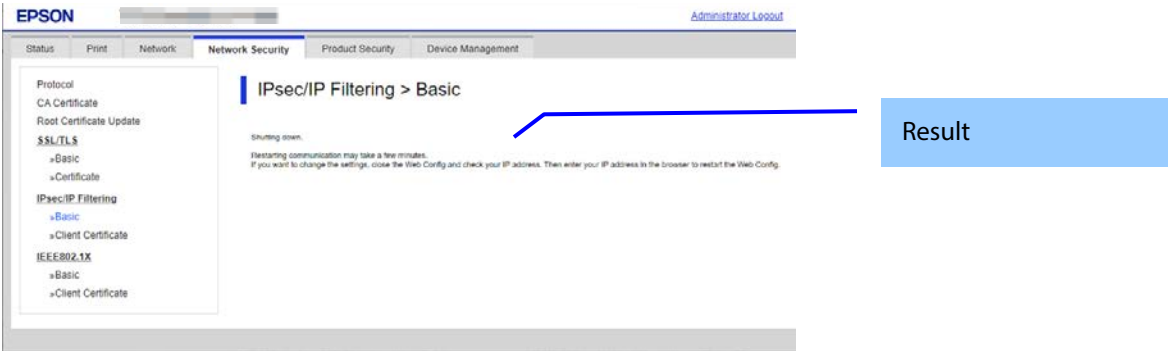 EPSON
Administrator Logout
Status Print Network Network Security Product Security Device Management
Protocol
CA Certificate
Root Certificate Update
SSL/TLS
»Basic
»Certificate
IPsec/IP Filtering
»Basic
»Client Certificate
IEEE802.1X
»Basic
»Client Certificate
IPsec/IP Filtering > Basic
Shutting down.
Restarting communication may take a few minutes.
If you want to change the settings, close the Web Config and check your IP address. Then enter your IP address in the browser to restart the Web Config.
Result